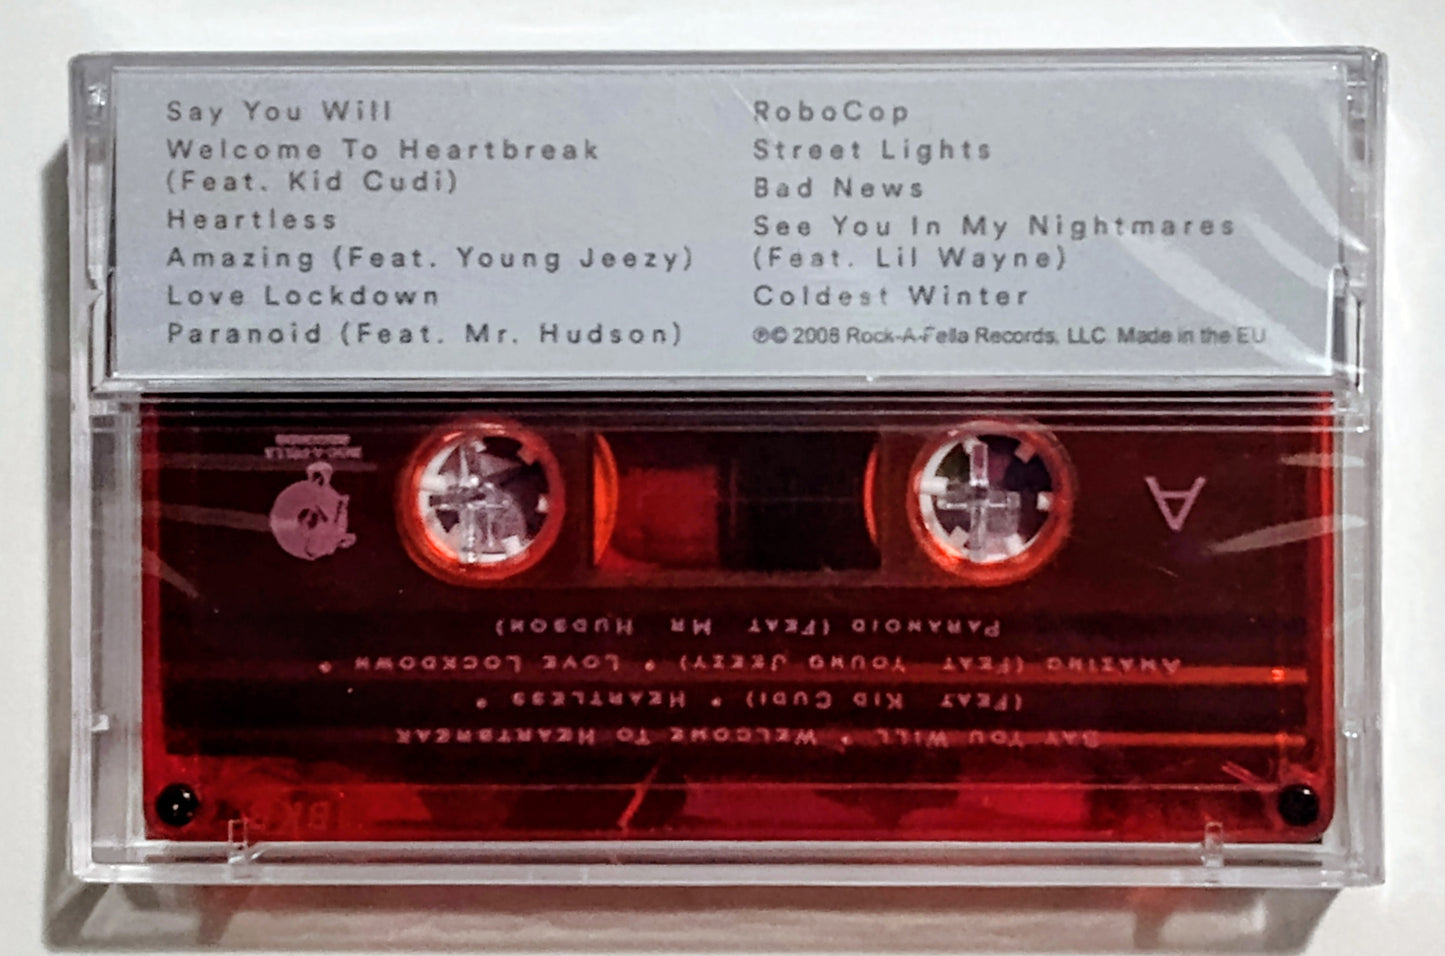 Say You Will
Welcome To Heartbreak
(Feat. Kid Cudi)
Heartless
Amazing (Feat. Young Jeezy)
Love Lockdown
Paranoid (Feat. Mr. Hudson)
RoboCop
Street Lights
Bad News
See You In My Nightmares
(Feat. Lil Wayne)
Coldest Winter
℗© 2008 Rock-A-Fella Records, LLC. Made in the EU
A
SAY YOU WILL • WELCOME TO HEARTBREAK
(FEAT KID CUDI) • HEARTLESS •
AMAZING (FEAT YOUNG JEEZY) • LOVE LOCKDOWN •
PARANOID (FEAT MR HUDSON)